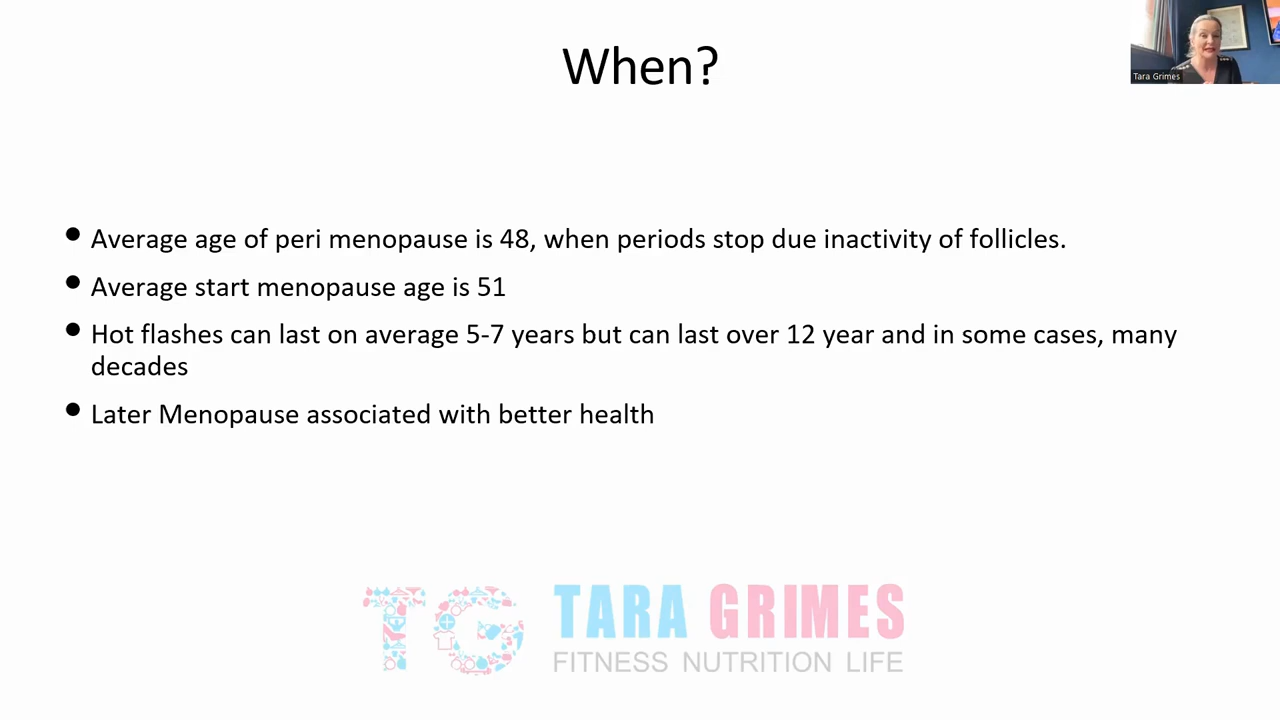 When?
Tara Grimes
• Average age of peri menopause is 48, when periods stop due inactivity of follicles.
• Average start menopause age is 51
• Hot flashes can last on average 5-7 years but can last over 12 year and in some cases, many
decades
• Later Menopause associated with better health
TG TARA GRIMES
FITNESS NUTRITION LIFE